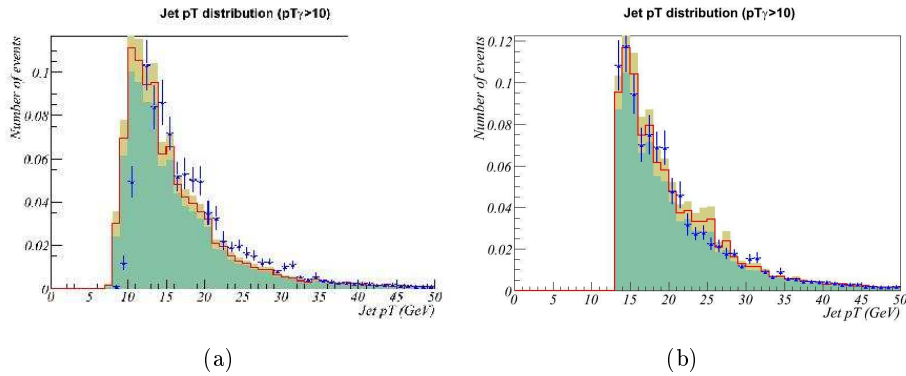 Jet pT distribution (pTγ>10)
Number of events
0.1
0.08
0.06
0.04
0.02
0
0 5 10 15 20 25 30 35 40 45 50
Jet pT (GeV)
(a)
Jet pT distribution (pTγ>10)
Number of events
0.12
0.1
0.08
0.06
0.04
0.02
0
0 5 10 15 20 25 30 35 40 45 50
Jet pT (GeV)
(b)